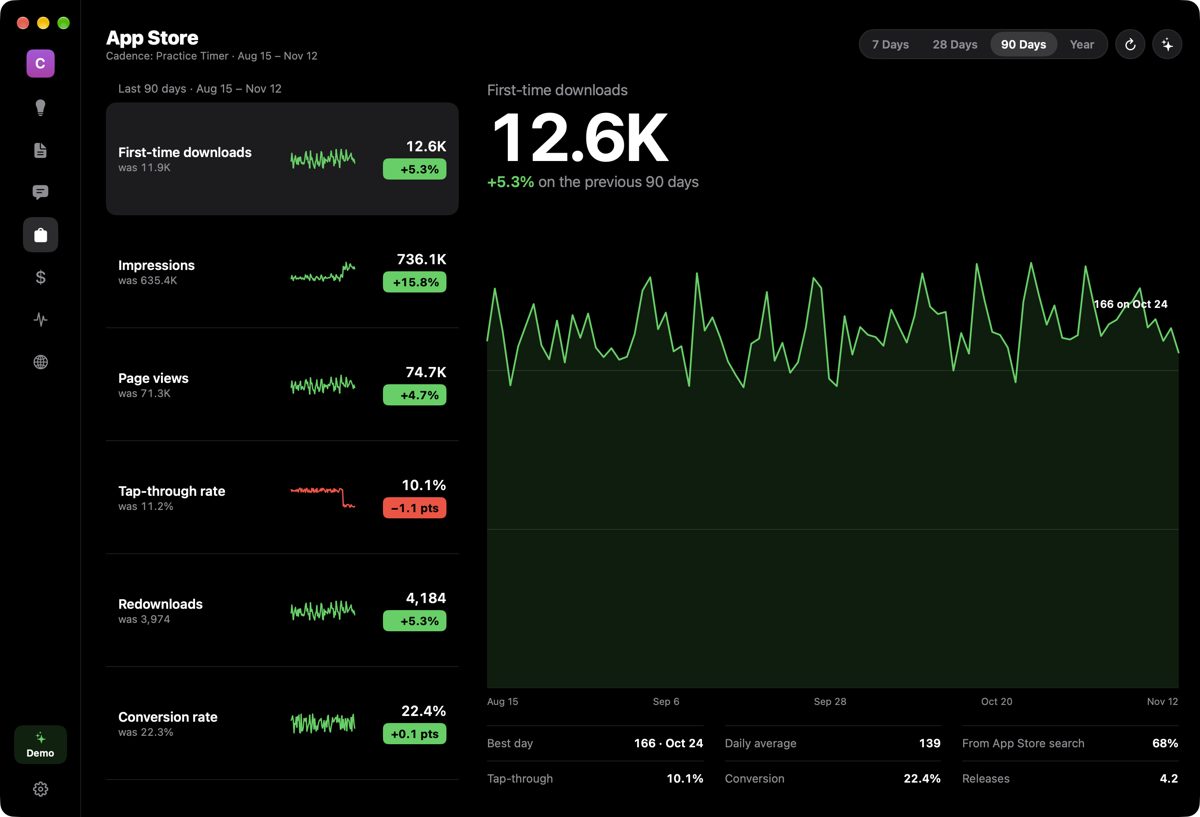 App Store
Cadence: Practice Timer · Aug 15 – Nov 12
7 Days
28 Days
90 Days
Year
C
Last 90 days · Aug 15 – Nov 12
First-time downloads
was 11.9K
12.6K
+5.3%
Impressions
was 635.4K
736.1K
+15.8%
Page views
was 71.3K
74.7K
+4.7%
Tap-through rate
was 11.2%
10.1%
−1.1 pts
Redownloads
was 3,974
4,184
+5.3%
Conversion rate
was 22.3%
22.4%
+0.1 pts
Demo
First-time downloads
12.6K
+5.3% on the previous 90 days
166 on Oct 24
Aug 15
Sep 6
Sep 28
Oct 20
Nov 12
Best day
166 · Oct 24
Daily average
139
From App Store search
68%
Tap-through
10.1%
Conversion
22.4%
Releases
4.2